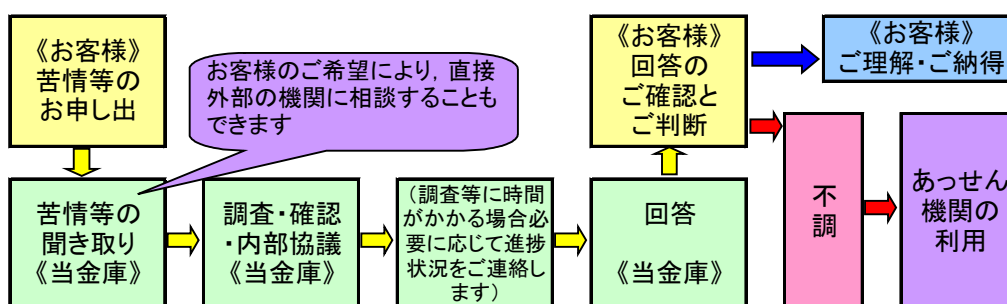 《お客様》
苦情等の
お申し出
お客様のご希望により，直接
外部の機関に相談することも
できます
苦情等の
聞き取り
《当金庫》
調査・確認
・内部協議
《当金庫》
（調査等に時間
がかかる場合必
要に応じて進捗
状況をご連絡し
ます）
回答
《当金庫》
《お客様》
回答の
ご確認と
ご判断
《お客様》
ご理解・ご納得
不
調
あっせん
機関の
利用